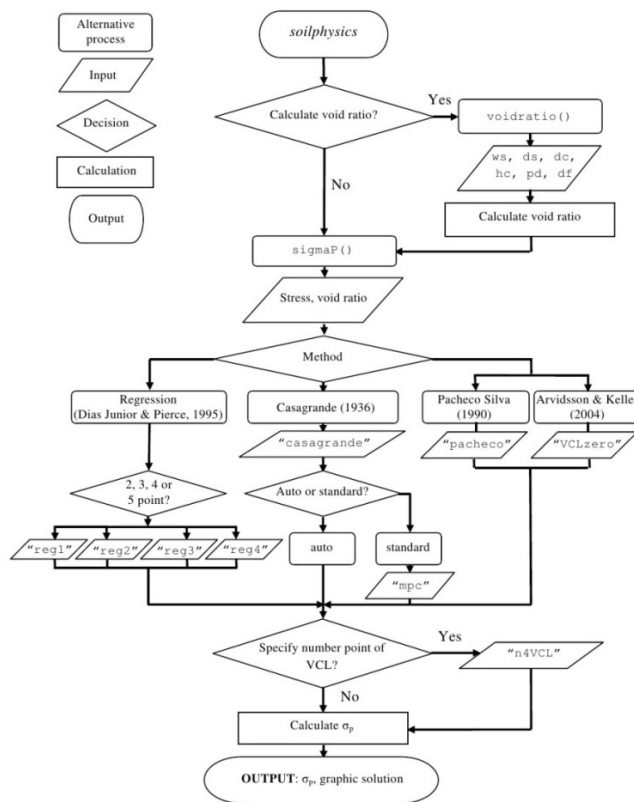 Alternative
process
Input
Decision
Calculation
Output
soilphysics
Calculate void ratio?
Yes
No
voidratio()
ws, ds, dc,
hc, pd, df
Calculate void ratio
sigmaP()
Stress, void ratio
Method
Regression
(Dias Junior & Pierce, 1995)
Casagrande (1936)
Pacheco Silva
(1990)
Arvidsson & Keller
(2004)
"casagrande"
"pacheco"
"VCLzero"
2, 3, 4 or
5 point?
Auto or standard?
"reg1"
"reg2"
"reg3"
"reg4"
auto
standard
"mpc"
Specify number point of
VCL?
Yes
"n4VCL"
No
Calculate σp
OUTPUT: σp, graphic solution